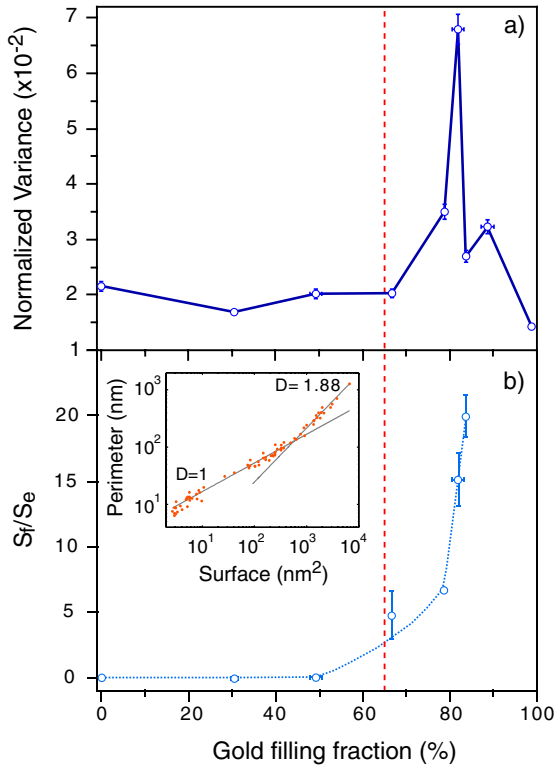 a)
Normalized Variance (x10⁻²)
7
6
5
4
3
2
1
b)
S_f/S_e
20
15
10
5
0
D= 1.88
D=1
Perimeter (nm)
10³
10²
10¹
10¹ 10² 10³ 10⁴
Surface (nm²)
0 20 40 60 80 100
Gold filling fraction (%)